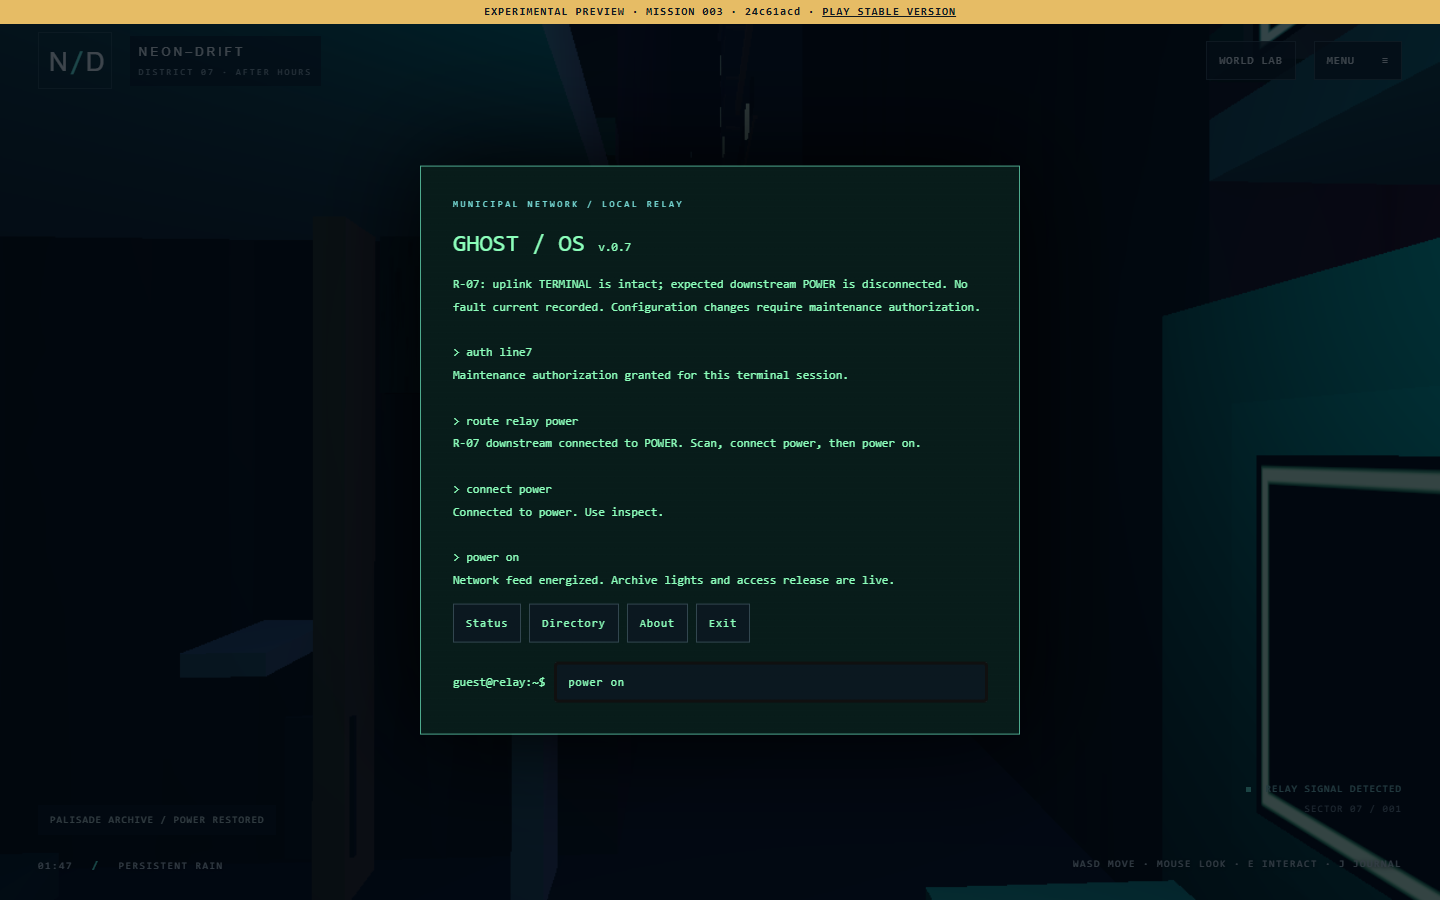 EXPERIMENTAL PREVIEW · MISSION 003 · 24c61acd · PLAY STABLE VERSION
N/D
NEON—DRIFT
DISTRICT 07 · AFTER HOURS
WORLD LAB
MENU ≡
MUNICIPAL NETWORK / LOCAL RELAY
GHOST / OS v.0.7
R-07: uplink TERMINAL is intact; expected downstream POWER is disconnected. No
fault current recorded. Configuration changes require maintenance authorization.
> auth line7
Maintenance authorization granted for this terminal session.
> route relay power
R-07 downstream connected to POWER. Scan, connect power, then power on.
> connect power
Connected to power. Use inspect.
> power on
Network feed energized. Archive lights and access release are live.
Status
Directory
About
Exit
guest@relay:~$ power on
RELAY SIGNAL DETECTED
SECTOR 07 / 001
PALISADE ARCHIVE / POWER RESTORED
01:47 / PERSISTENT RAIN
WASD MOVE · MOUSE LOOK · E INTERACT · J JOURNAL